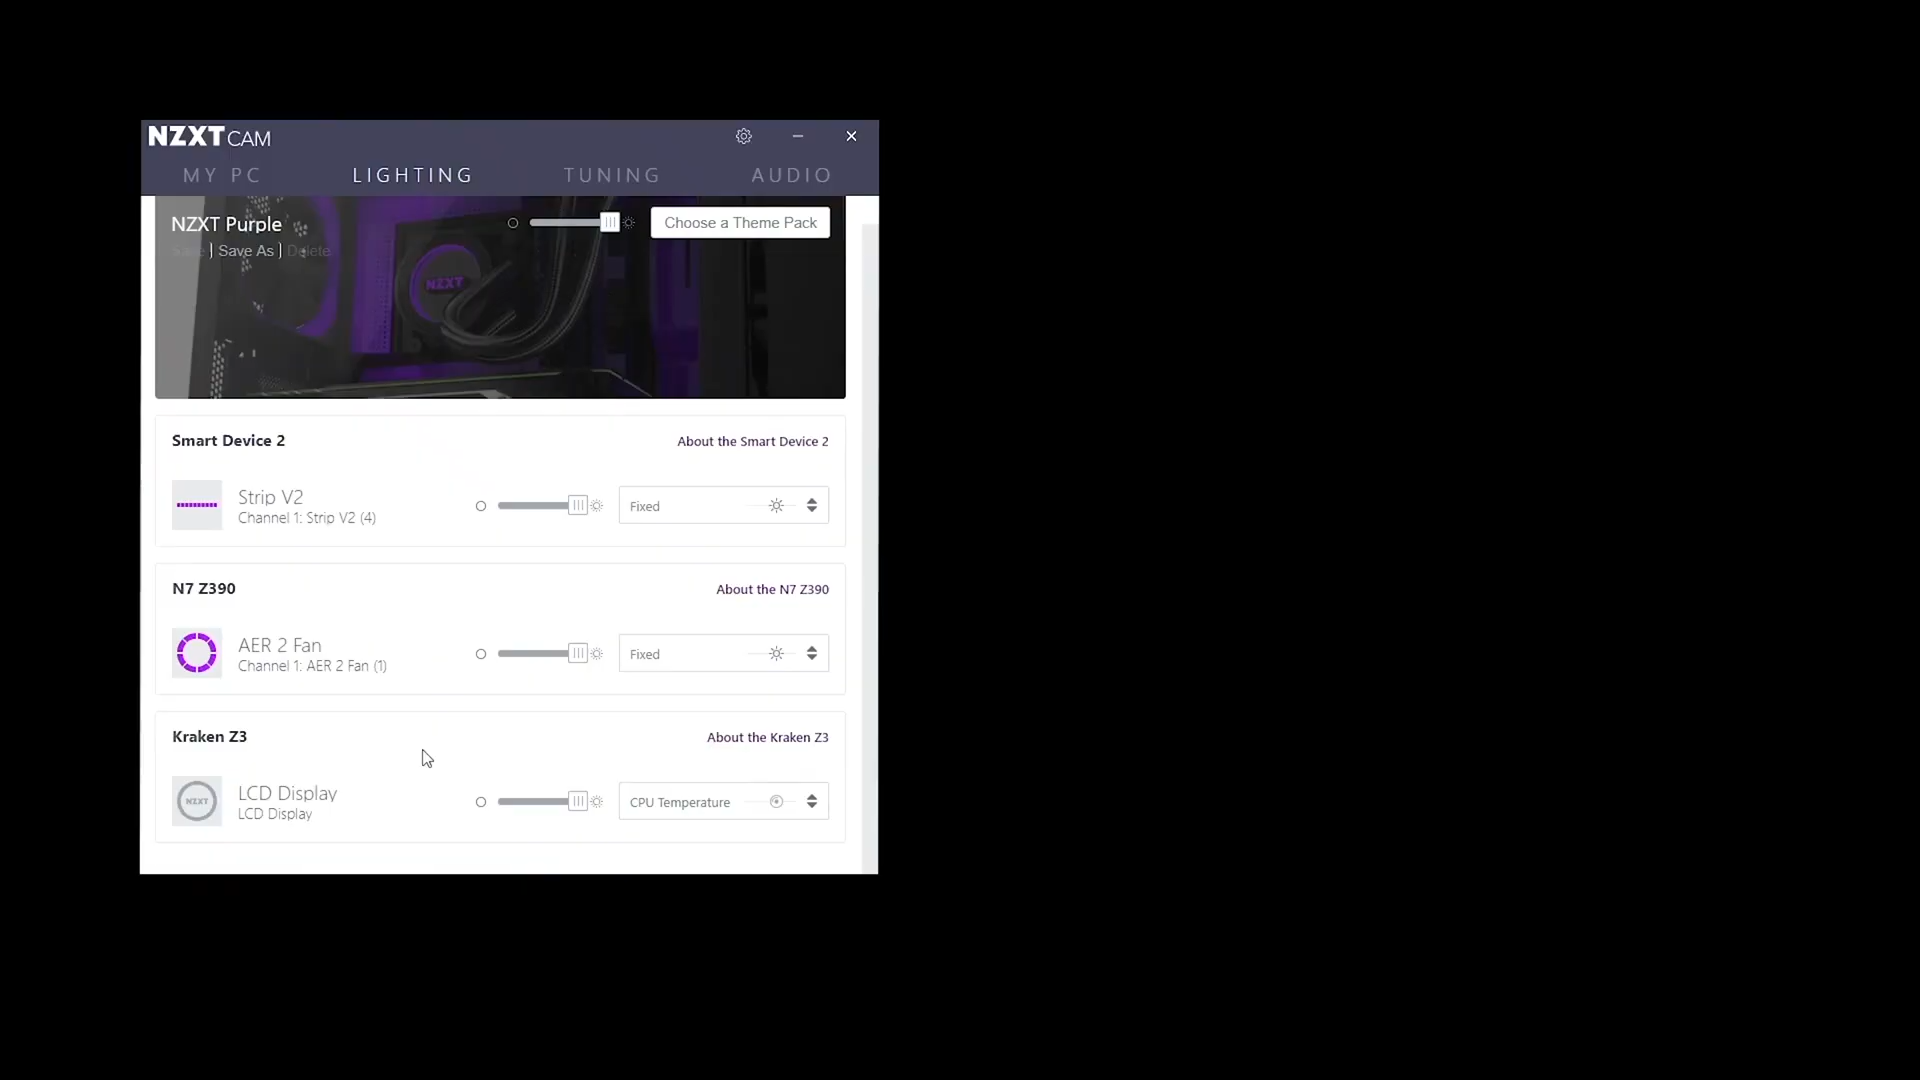 NZXT CAM
MY PC LIGHTING TUNING AUDIO
NZXT Purple
Choose a Theme Pack
Save | Save As | Delete
NZXT
Smart Device 2
About the Smart Device 2
Strip V2
Channel 1: Strip V2 (4)
Fixed
N7 Z390
About the N7 Z390
AER 2 Fan
Channel 1: AER 2 Fan (1)
Fixed
Kraken Z3
About the Kraken Z3
NZXT
LCD Display
LCD Display
CPU Temperature